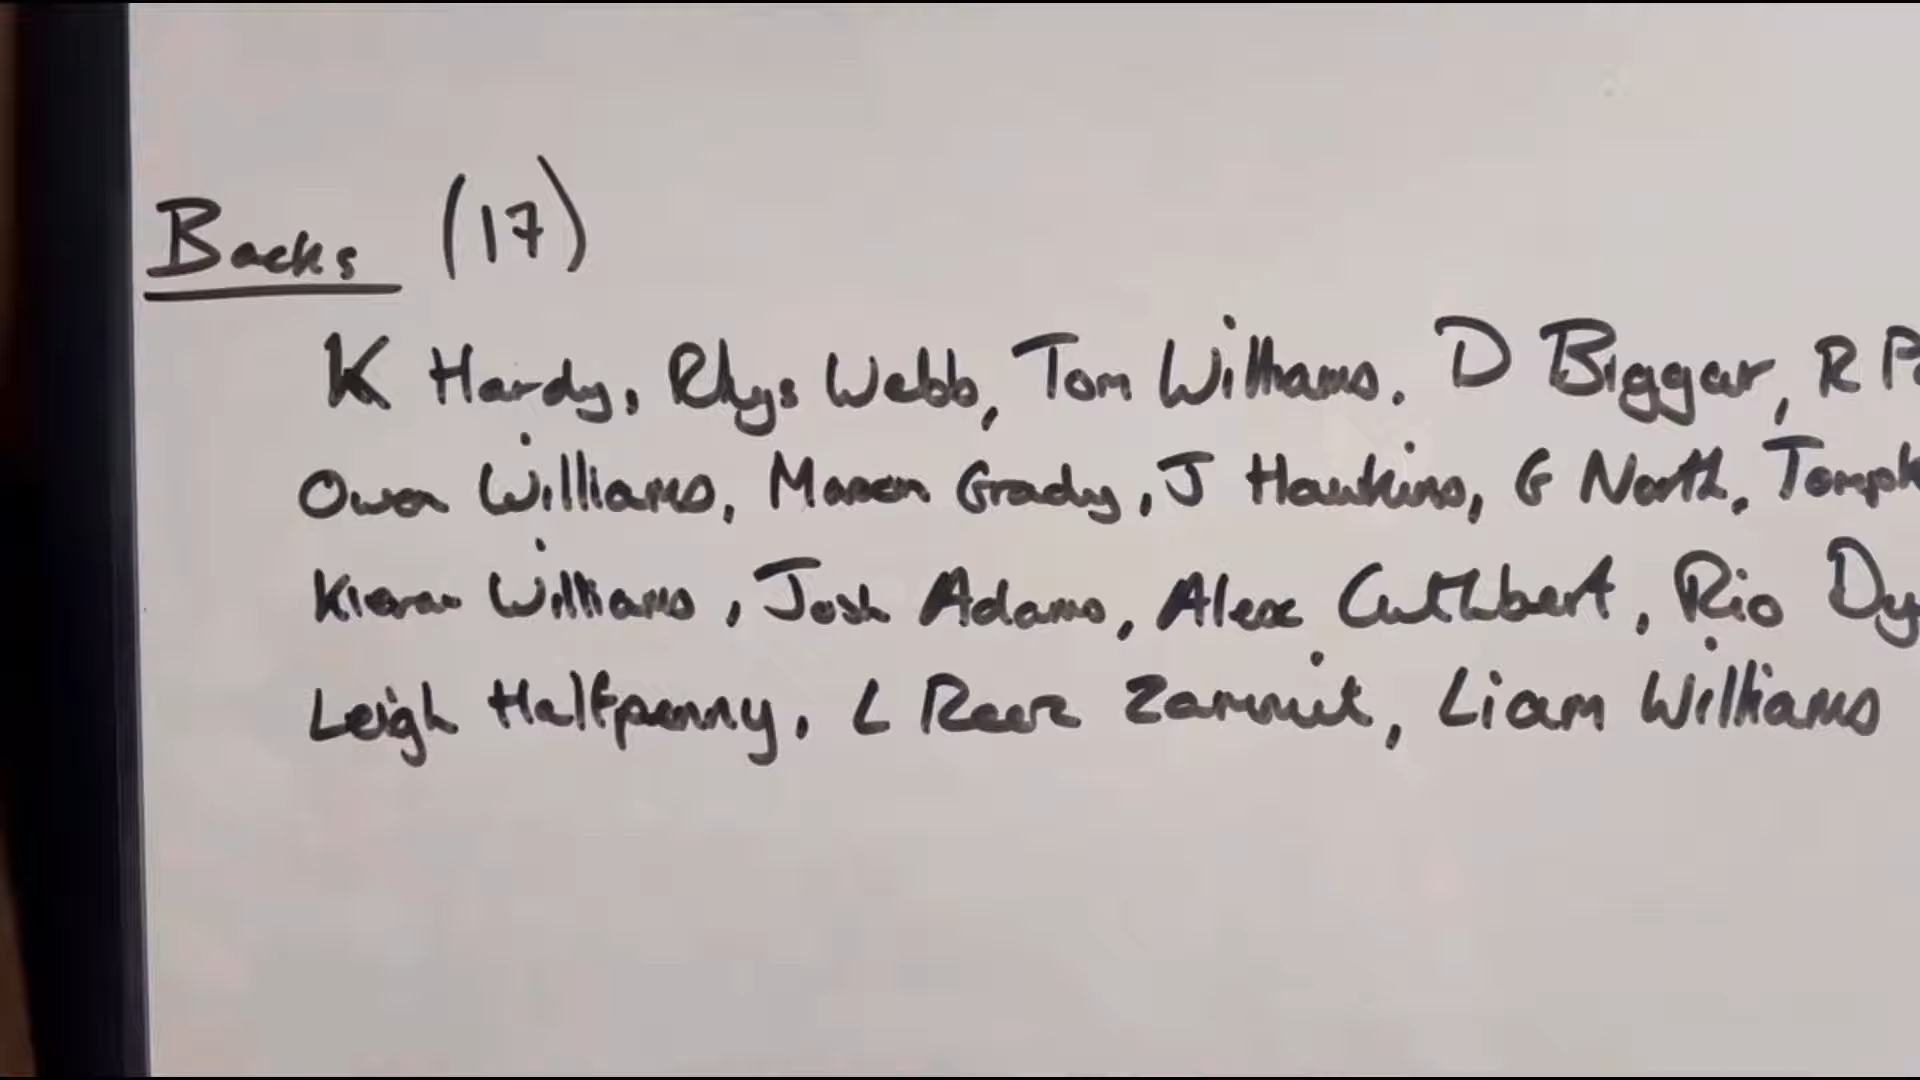 Backs (17)
K Hardy, Rhys Webb, Tom Williams. D Biggar, R
Owen Williams, Mason Grady, J Hawkins, G North,
Kieran Williams, Josh Adams, Alex Cuthbert, Rio
Leigh Halfpenny, L Rees Zammit, Liam Williams